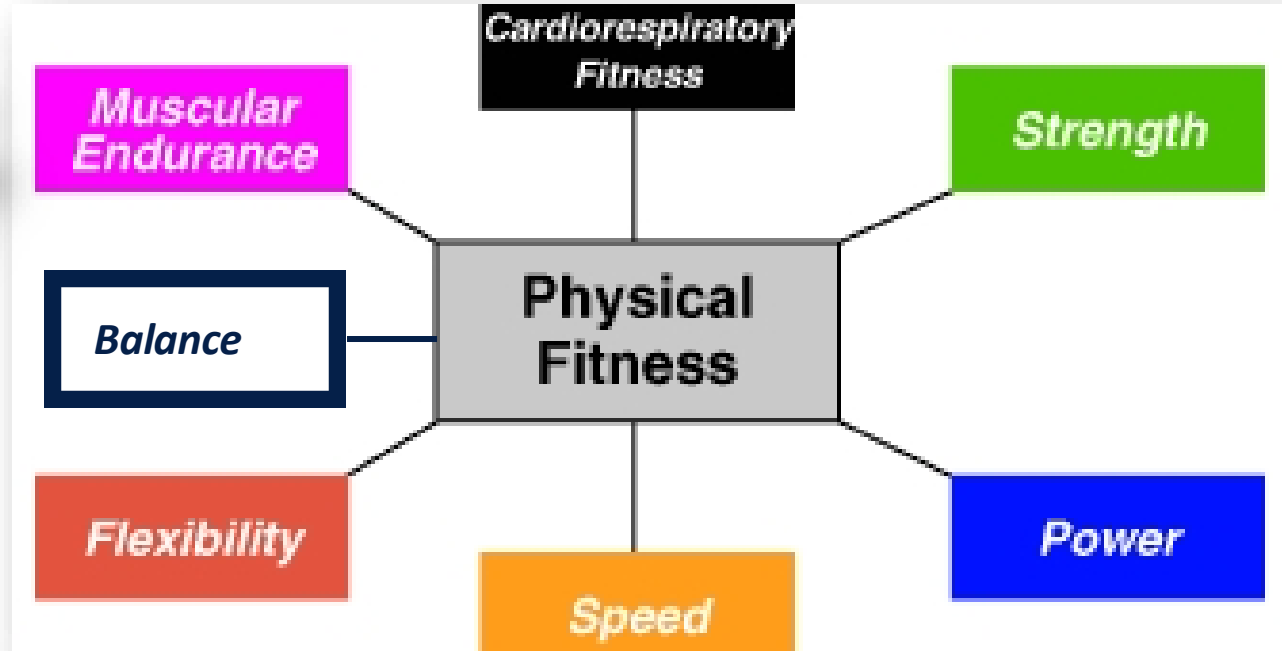 Cardiorespiratory
Fitness
Muscular
Endurance
Strength
Physical
Fitness
Balance
Flexibility
Power
Speed